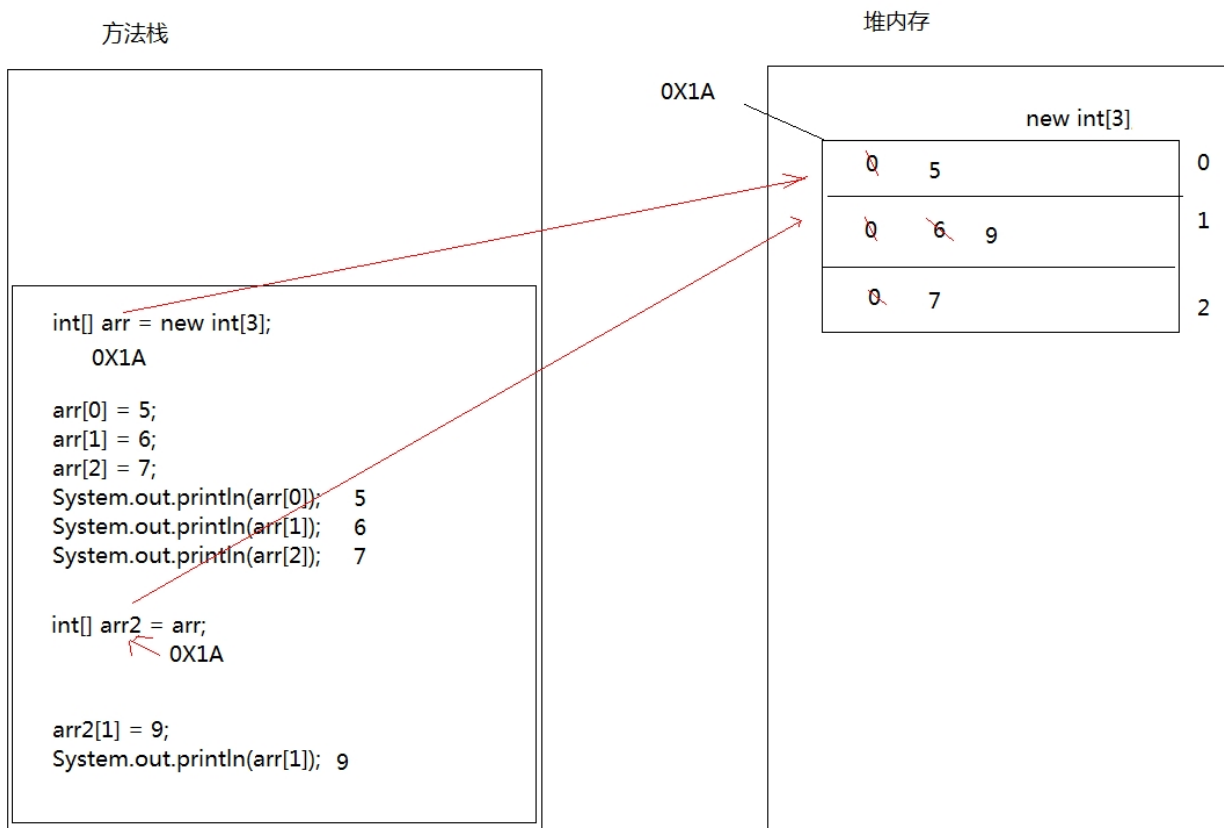 方法栈
堆内存
0X1A
new int[3]
0 5 0
0 6 9 1
0 7 2
int[] arr = new int[3];
0X1A
arr[0] = 5;
arr[1] = 6;
arr[2] = 7;
System.out.println(arr[0]); 5
System.out.println(arr[1]); 6
System.out.println(arr[2]); 7
int[] arr2 = arr;
0X1A
arr2[1] = 9;
System.out.println(arr[1]); 9